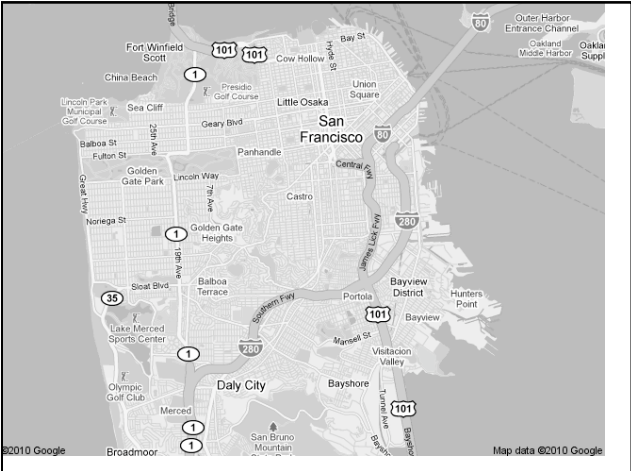 Bridge
80
Outer Harbor
Entrance Channel
Oakland
Middle Harbor
Fort Winfield
Scott
101
101
Bay St
Hyde St
Cow Hollow
China Beach
1
Presidio
Golf Course
Union
Square
Lincoln Park
Municipal
Golf Course
Sea Cliff
Little Osaka
Geary Blvd
San
Francisco
80
25th Ave
Balboa St
Fulton St
Panhandle
Central Fwy
Golden
Gate Park
Lincoln Way
7th Ave
Great Hwy
Castro
Noriega St
280
1
Golden Gate
Heights
19th Ave
James Lick Fwy
Sloat Blvd
Balboa
Terrace
Bayview
District
35
Southern Fwy
Portola
Hunters
Point
101
Bayview
Lake Merced
Sports Center
Mansell St
280
1
Visitacion
Valley
Olympic
Golf Club
Daly City
Bayshore
Tunnel Ave
Merced
101
1
1
San Bruno
Mountain
Broadmoor
©2010 Google
Map data ©2010 Google